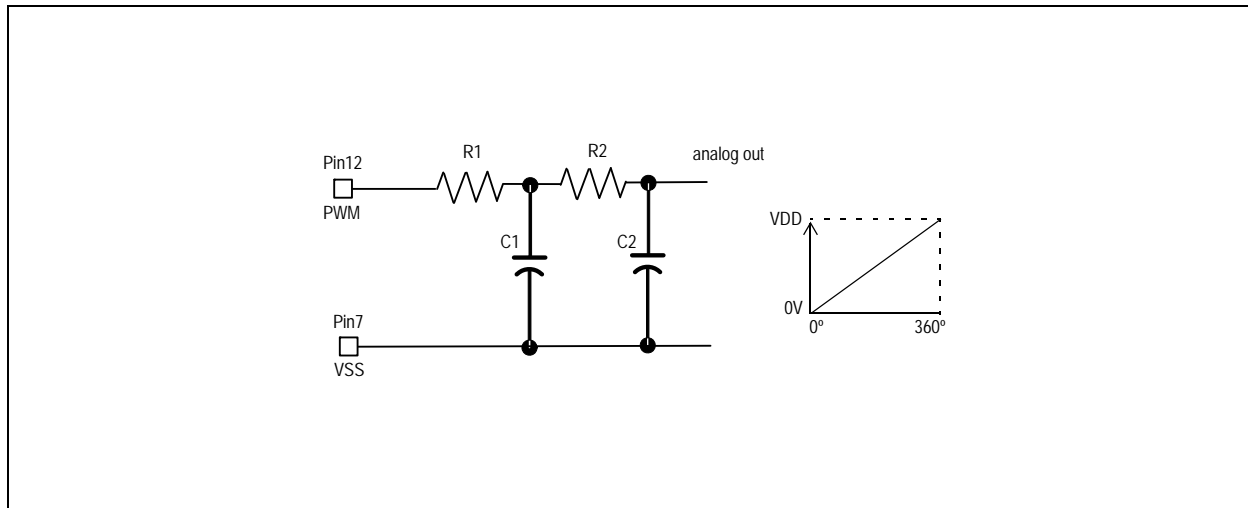 R1
R2
analog out
Pin12
PWM
C1
C2
VDD
0V
0º
360º
Pin7
VSS